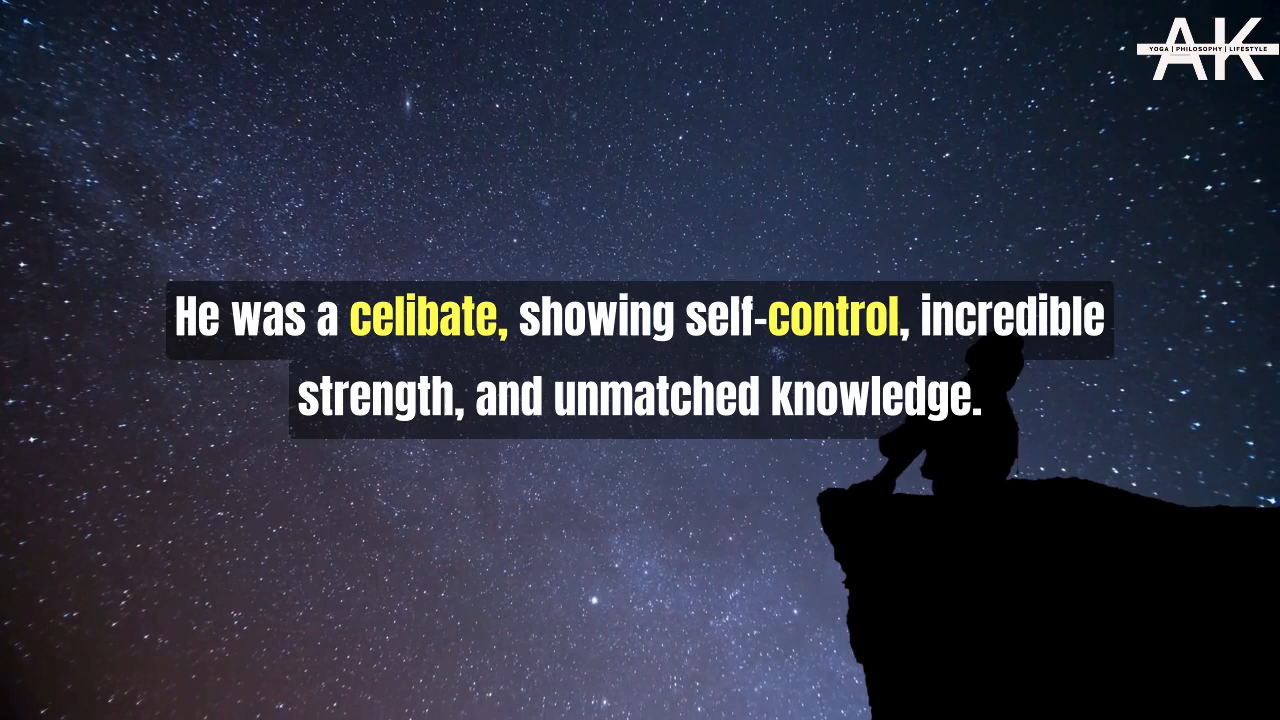 AK
YOGA | PHILOSOPHY | LIFESTYLE
He was a celibate, showing self-control, incredible
strength, and unmatched knowledge.